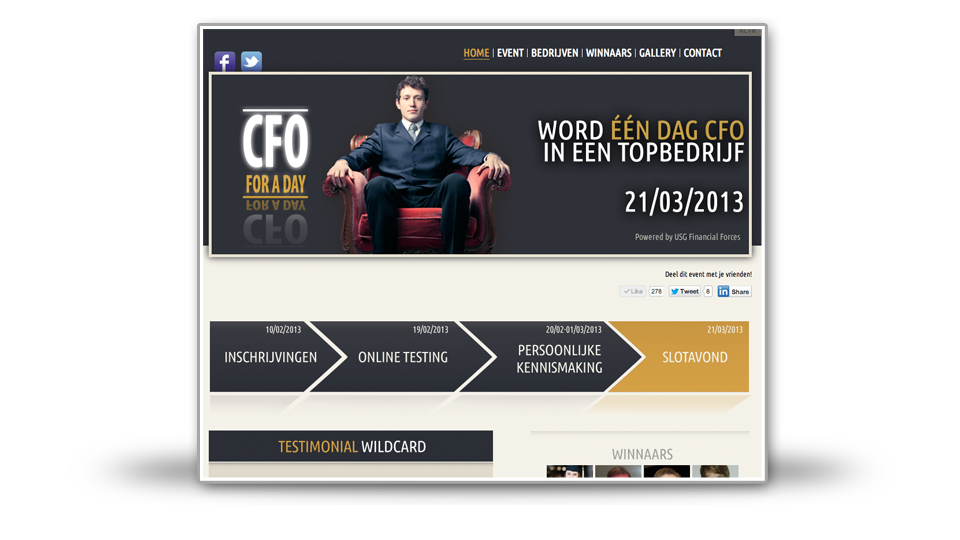 HOME | EVENT | BEDRIJVEN | WINNAARS | GALLERY | CONTACT
CFO
FOR A DAY
WORD ÉÉN DAG CFO
IN EEN TOPBEDRIJF
21/03/2013
Powered by USG Financial Forces
Deel dit event met je vrienden!
Like 278 Tweet 8 in Share
10/02/2013
INSCHRIJVINGEN
19/02/2013
ONLINE TESTING
20/02-01/03/2013
PERSOONLIJKE
KENNISMAKING
21/03/2013
SLOTAVOND
TESTIMONIAL WILDCARD
WINNAARS